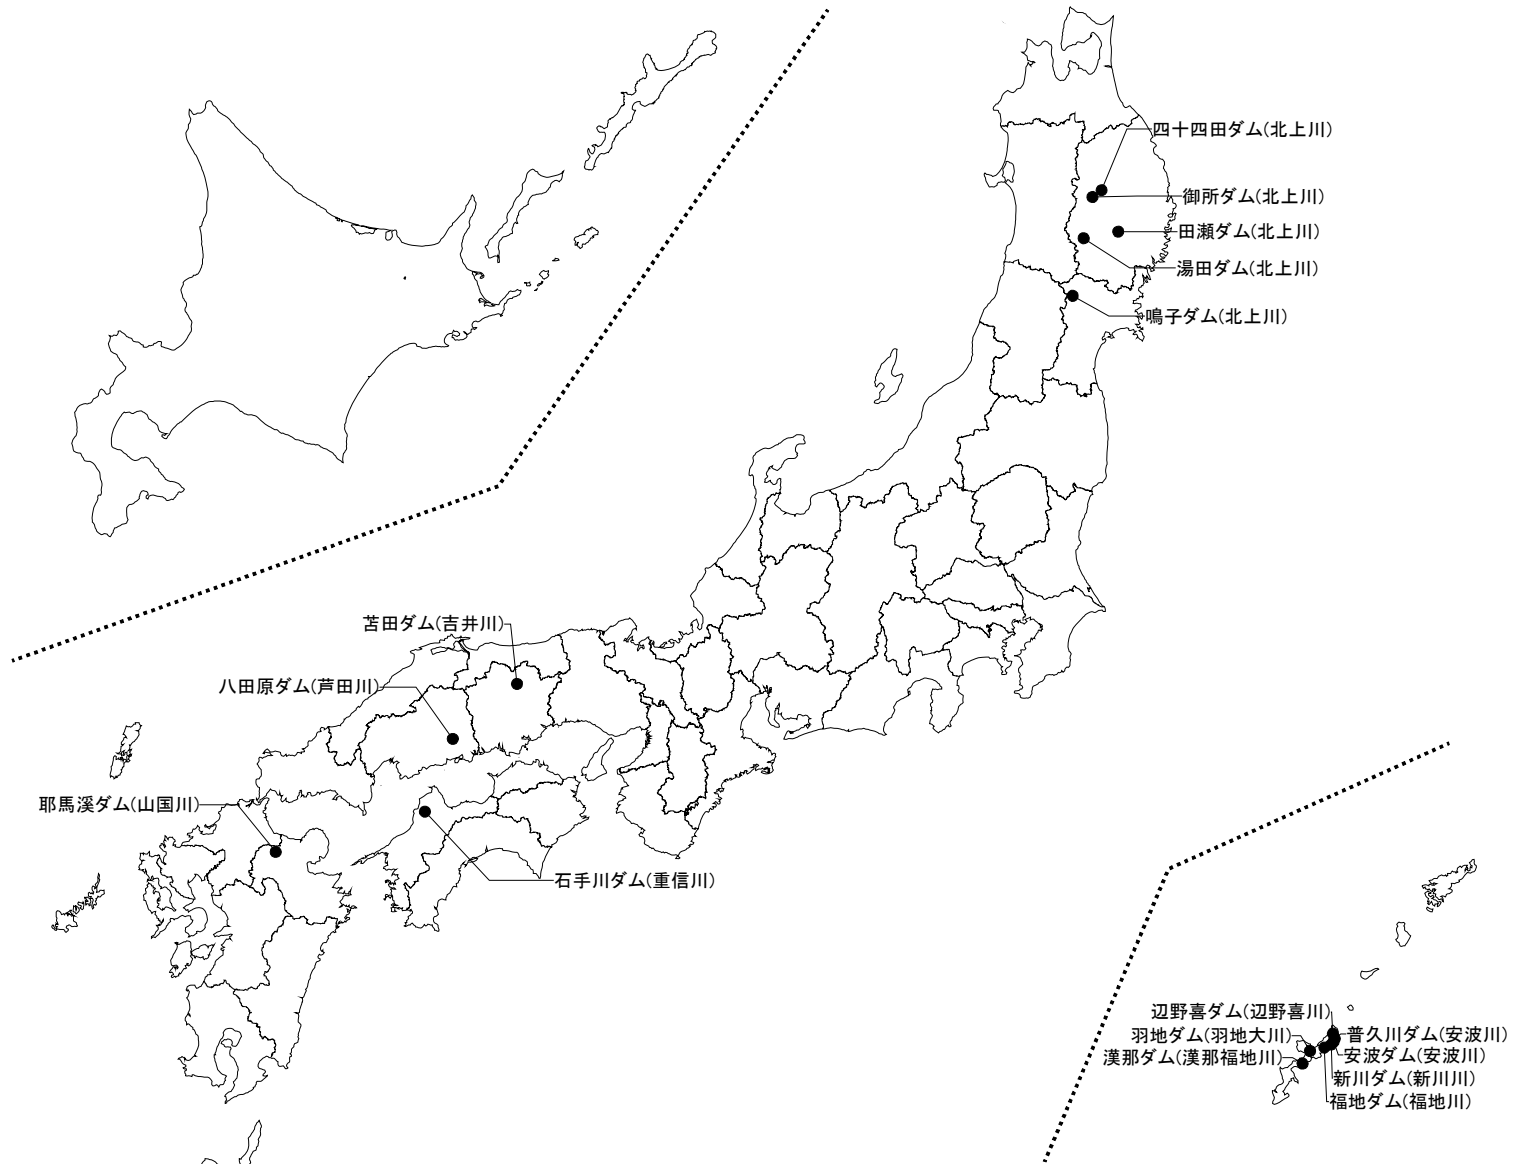 四十四田ダム(北上川)
御所ダム(北上川)
田瀬ダム(北上川)
湯田ダム(北上川)
鳴子ダム(北上川)
苫田ダム(吉井川)
八田原ダム(芦田川)
耶馬溪ダム(山国川)
石手川ダム(重信川)
辺野喜ダム(辺野喜川)
羽地ダム(羽地大川)
普久川ダム(安波川)
漢那ダム(漢那福地川)
安波ダム(安波川)
新川ダム(新川川)
福地ダム(福地川)